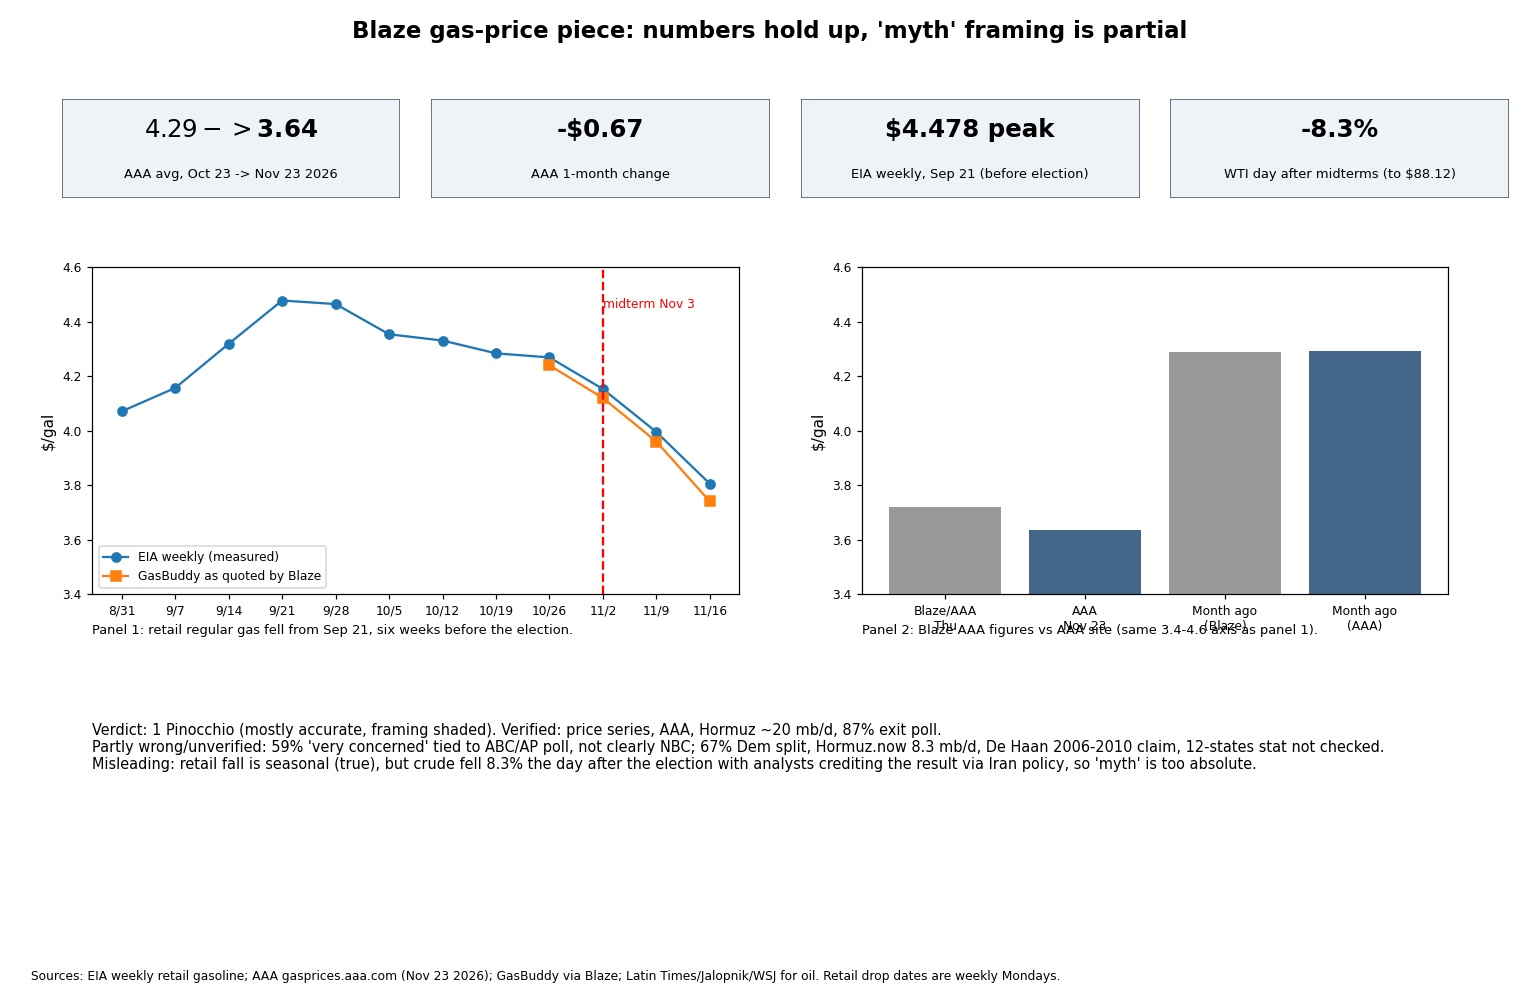 Blaze gas-price piece: numbers hold up, 'myth' framing is partial
4.29 − > 3.64
AAA avg, Oct 23 -> Nov 23 2026
-$0.67
AAA 1-month change
$4.478 peak
EIA weekly, Sep 21 (before election)
-8.3%
WTI day after midterms (to $88.12)
4.6
4.4
4.2
4.0
3.8
3.6
3.4
$/gal
midterm Nov 3
EIA weekly (measured)
GasBuddy as quoted by Blaze
8/31 9/7 9/14 9/21 9/28 10/5 10/12 10/19 10/26 11/2 11/9 11/16
Panel 1: retail regular gas fell from Sep 21, six weeks before the election.
4.6
4.4
4.2
4.0
3.8
3.6
3.4
$/gal
Blaze/AAA
Thu
AAA
Nov 23
Month ago
(Blaze)
Month ago
(AAA)
Panel 2: Blaze AAA figures vs AAA site (same 3.4-4.6 axis as panel 1).
Verdict: 1 Pinocchio (mostly accurate, framing shaded). Verified: price series, AAA, Hormuz ~20 mb/d, 87% exit poll.
Partly wrong/unverified: 59% 'very concerned' tied to ABC/AP poll, not clearly NBC; 67% Dem split, Hormuz.now 8.3 mb/d, De Haan 2006-2010 claim, 12-states stat not checked.
Misleading: retail fall is seasonal (true), but crude fell 8.3% the day after the election with analysts crediting the result via Iran policy, so 'myth' is too absolute.
Sources: EIA weekly retail gasoline; AAA gasprices.aaa.com (Nov 23 2026); GasBuddy via Blaze; Latin Times/Jalopnik/WSJ for oil. Retail drop dates are weekly Mondays.